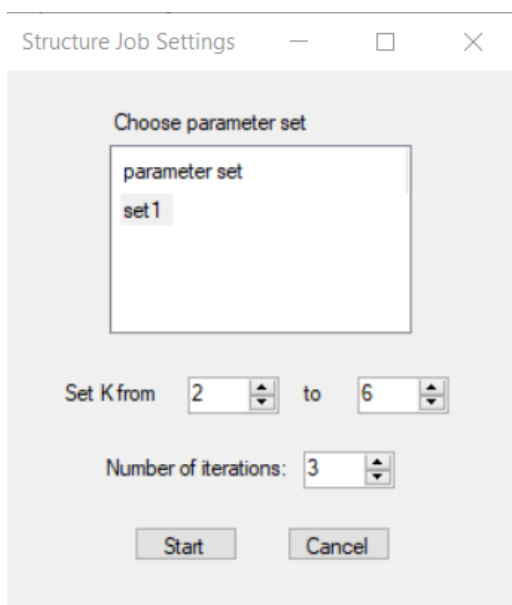 Structure Job Settings
Choose parameter set
parameter set
set1
Set K from 2 to 6
Number of iterations: 3
Start Cancel